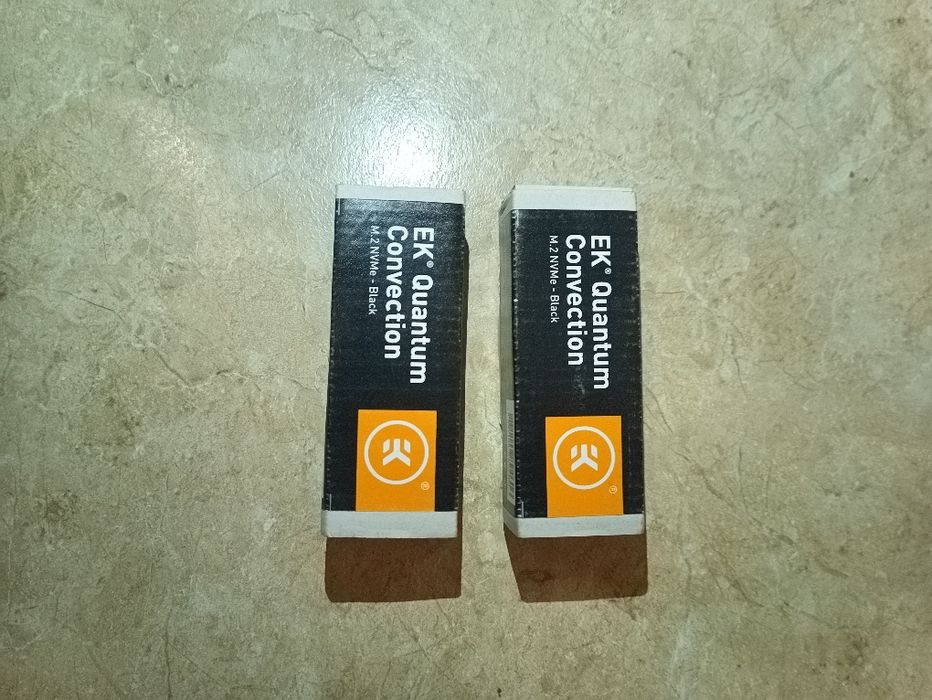 EK® Quantum
Convection
M.2 NVMe - Black
®
EK® Quantum
Convection
M.2 NVMe - Black
®